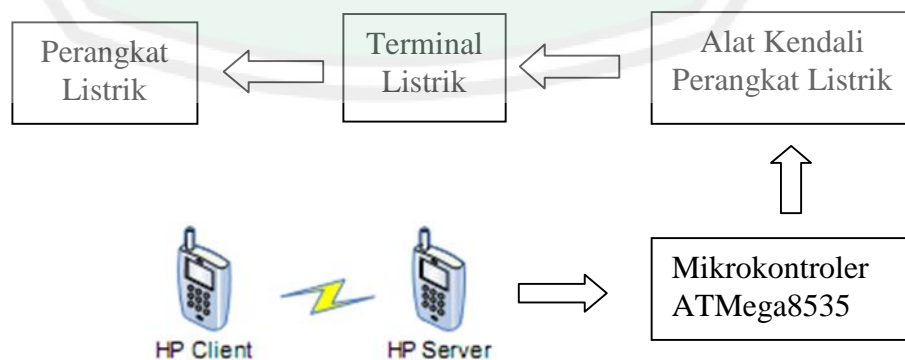 Perangkat
Listrik
Terminal
Listrik
Alat Kendali
Perangkat Listrik
HP Client
HP Server
Mikrokontroler
ATMega8535